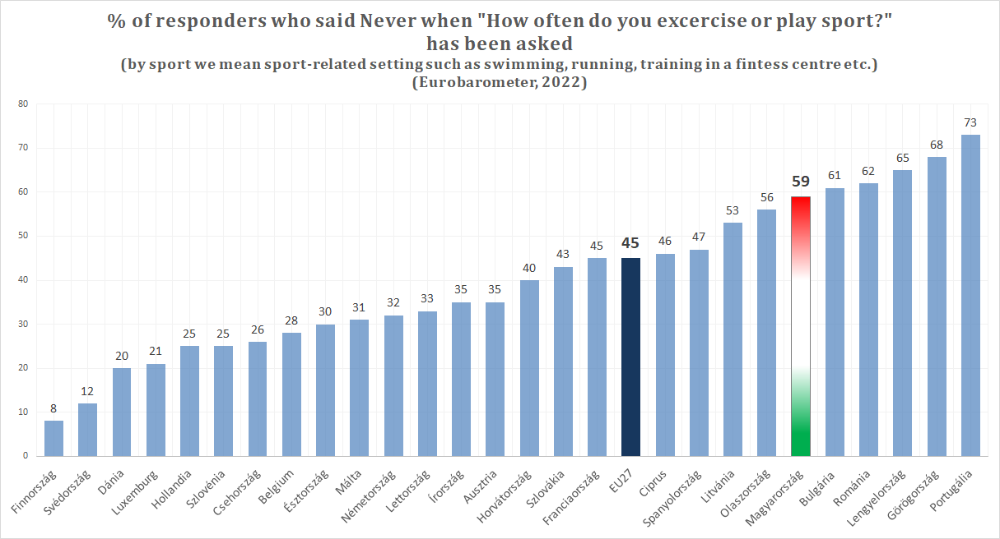 % of responders who said Never when "How often do you excercise or play sport?"
has been asked
(by sport we mean sport-related setting such as swimming, running, training in a fintess centre etc.)
(Eurobarometer, 2022)
80
70
60
50
40
30
20
10
0
8
12
20
21
25
25
26
28
30
31
32
33
35
35
40
43
45
45
46
47
53
56
59
61
62
65
68
73
Finnország
Svédország
Dánia
Luxemburg
Hollandia
Szlovénia
Csehország
Belgium
Észtország
Málta
Németország
Lettország
Írország
Ausztria
Horvátország
Szlovákia
Franciaország
EU27
Ciprus
Spanyolország
Litvánia
Olaszország
Magyarország
Bulgária
Románia
Lengyelország
Görögország
Portugália